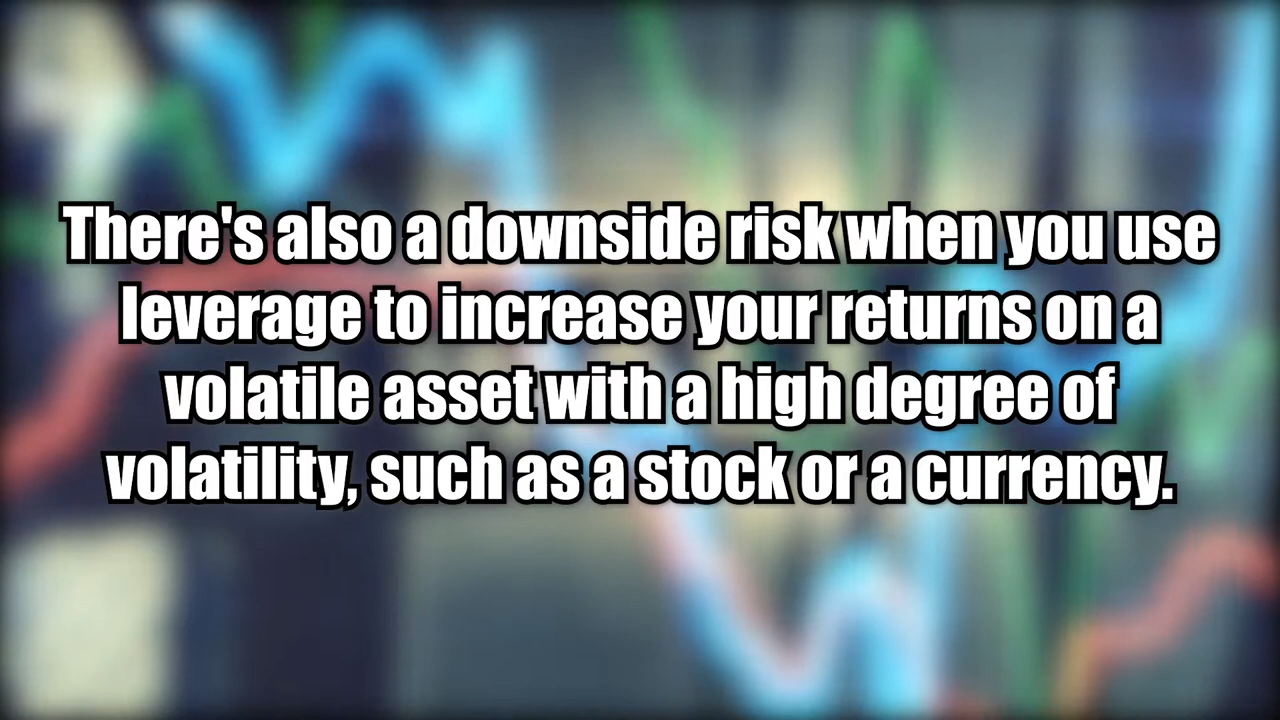 There's also a downside risk when you use
leverage to increase your returns on a
volatile asset with a high degree of
volatility, such as a stock or a currency.